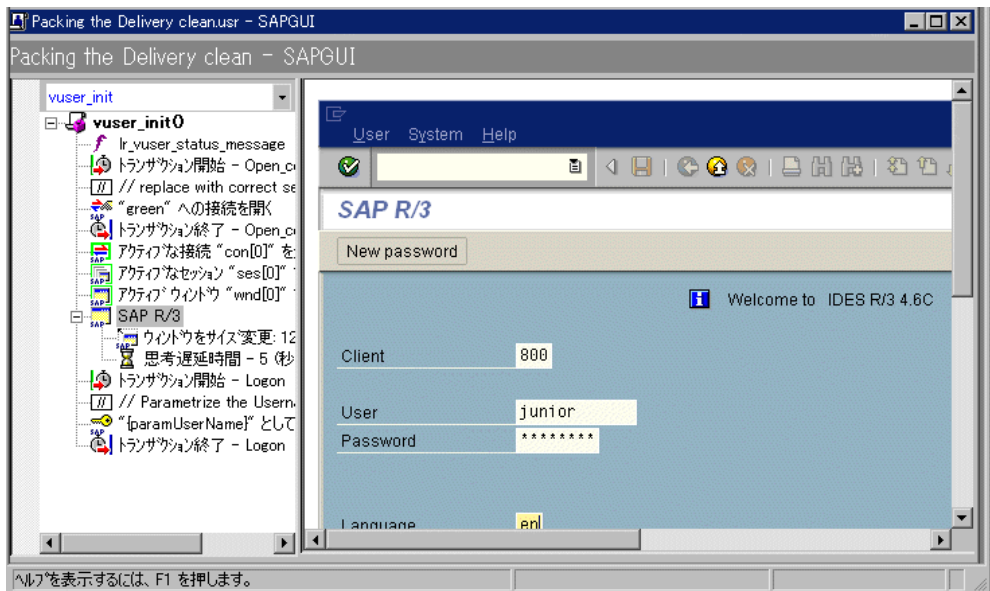 Packing the Delivery clean.usr - SAPGUI
Packing the Delivery clean - SAPGUI
vuser_init
vuser_init()
lr_vuser_status_message
トランザクション開始 - Open_c
// replace with correct se
"green" への接続を開く
トランザクション終了 - Open_c
アクティブな接続 "con[0]" を
アクティブなセッション "ses[0]"
アクティブ ウィンドウ "wnd[0]"
SAP R/3
ウィンドウをサイズ変更: 12
思考遅延時間 - 5 (秒
トランザクション開始 - Logon
// Parametrize the Usern
"{paramUserName}" として
トランザクション終了 - Logon
User System Help
SAP R/3
New password
Welcome to IDES R/3 4.6C
Client 800
User junior
Password ********
Language en
ヘルプを表示するには、F1 を押します。